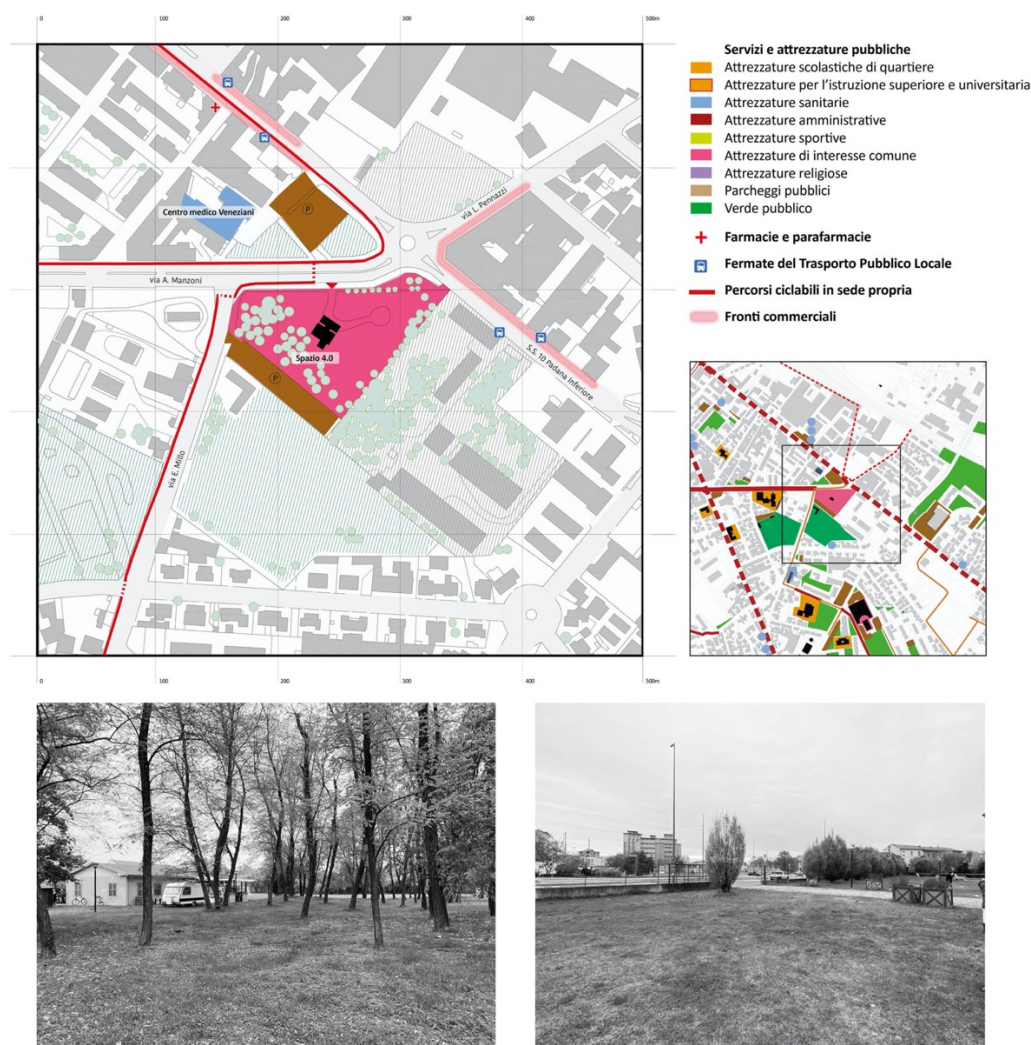 0 100 200 300 400 500m
Servizi e attrezzature pubbliche
Attrezzature scolastiche di quartiere
Attrezzature per l'istruzione superiore e universitaria
Attrezzature sanitarie
Attrezzature amministrative
Attrezzature sportive
Attrezzature di interesse comune
Attrezzature religiose
Parcheggi pubblici
Verde pubblico
Farmacie e parafarmacie
Fermate del Trasporto Pubblico Locale
Percorsi ciclabili in sede propria
Fronti commerciali
via L. Pennazzi
Centro medico Veneziani
P
via A. Manzoni
Spazio 4.0
P
S.S. 10 Padana Inferiore
via E. Millo
0 100 200 300 400 500m